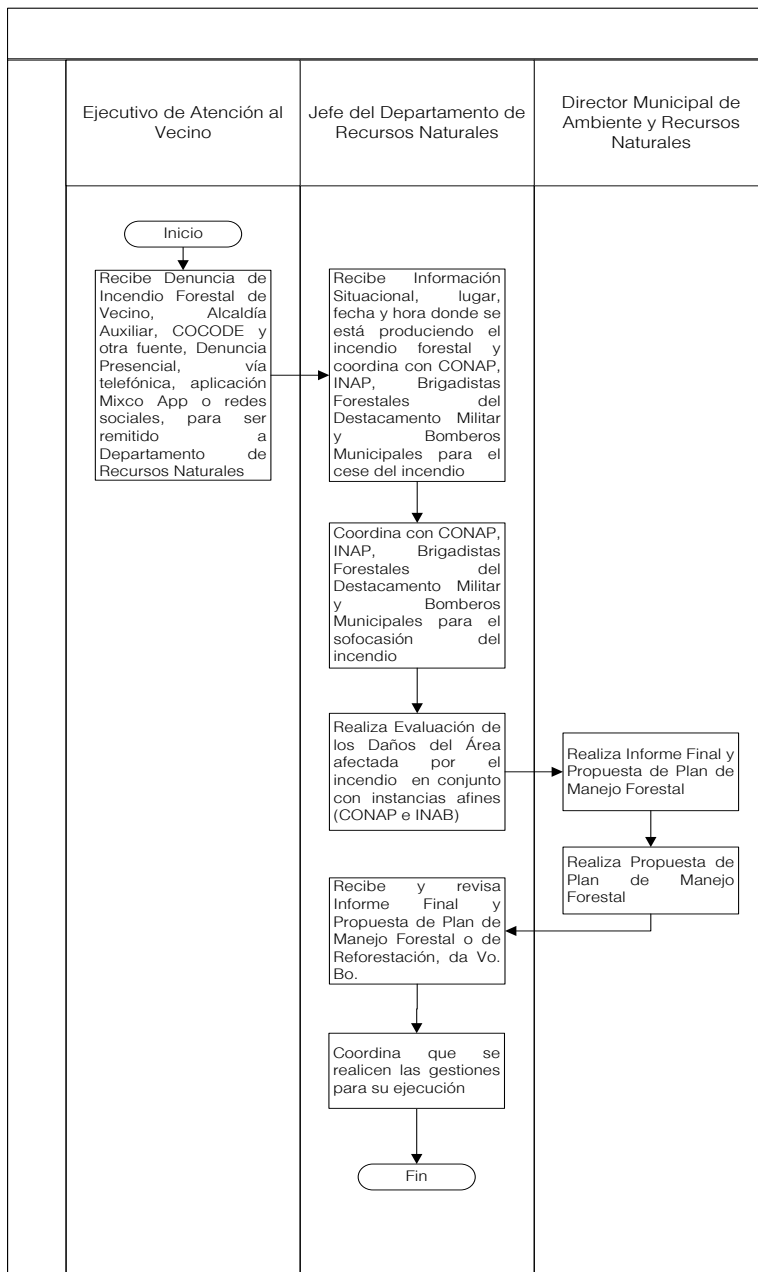 Ejecutivo de Atención al
Vecino
Jefe del Departamento de
Recursos Naturales
Director Municipal de
Ambiente y Recursos
Naturales
Inicio
Recibe Denuncia de
Incendio Forestal de
Vecino, Alcaldía
Auxiliar, COCODE y
otra fuente, Denuncia
Presencial, vía
telefónica, aplicación
Mixco App o redes
sociales, para ser
remitido a
Departamento de
Recursos Naturales
Recibe Información
Situacional, lugar,
fecha y hora donde se
está produciendo el
incendio forestal y
coordina con CONAP,
INAP, Brigadistas
Forestales del
Destacamento Militar
y Bomberos
Municipales para el
cese del incendio
Coordina con CONAP,
INAP, Brigadistas
Forestales del
Destacamento Militar
y Bomberos
Municipales para el
sofocasión del
incendio
Realiza Evaluación de
los Daños del Área
afectada por el
incendio en conjunto
con instancias afines
(CONAP e INAB)
Realiza Informe Final y
Propuesta de Plan de
Manejo Forestal
Realiza Propuesta de
Plan de Manejo
Forestal
Recibe y revisa
Informe Final y
Propuesta de Plan de
Manejo Forestal o de
Reforestación, da Vo.
Bo.
Coordina que se
realicen las gestiones
para su ejecución
Fin